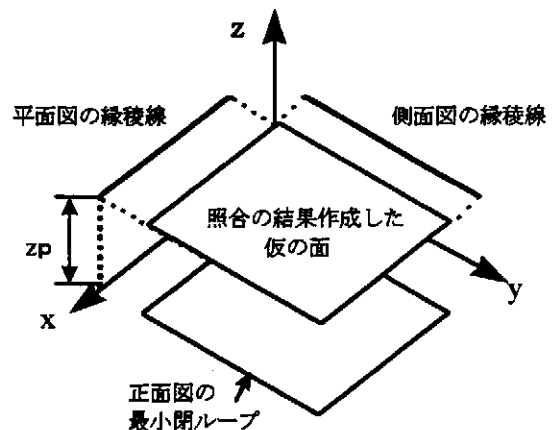 z
平面図の縁稜線
側面図の縁稜線
照合の結果作成した
仮の面
zp
x
y
正面図の
最小閉ループ